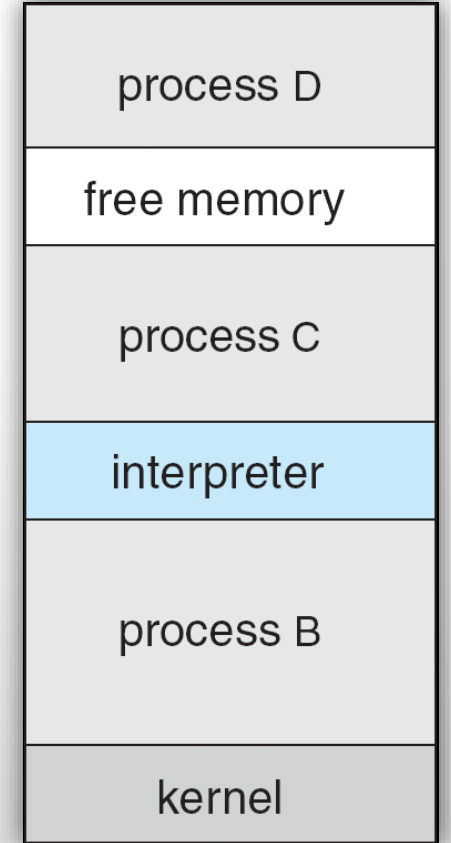 process D
free memory
process C
interpreter
process B
kernel